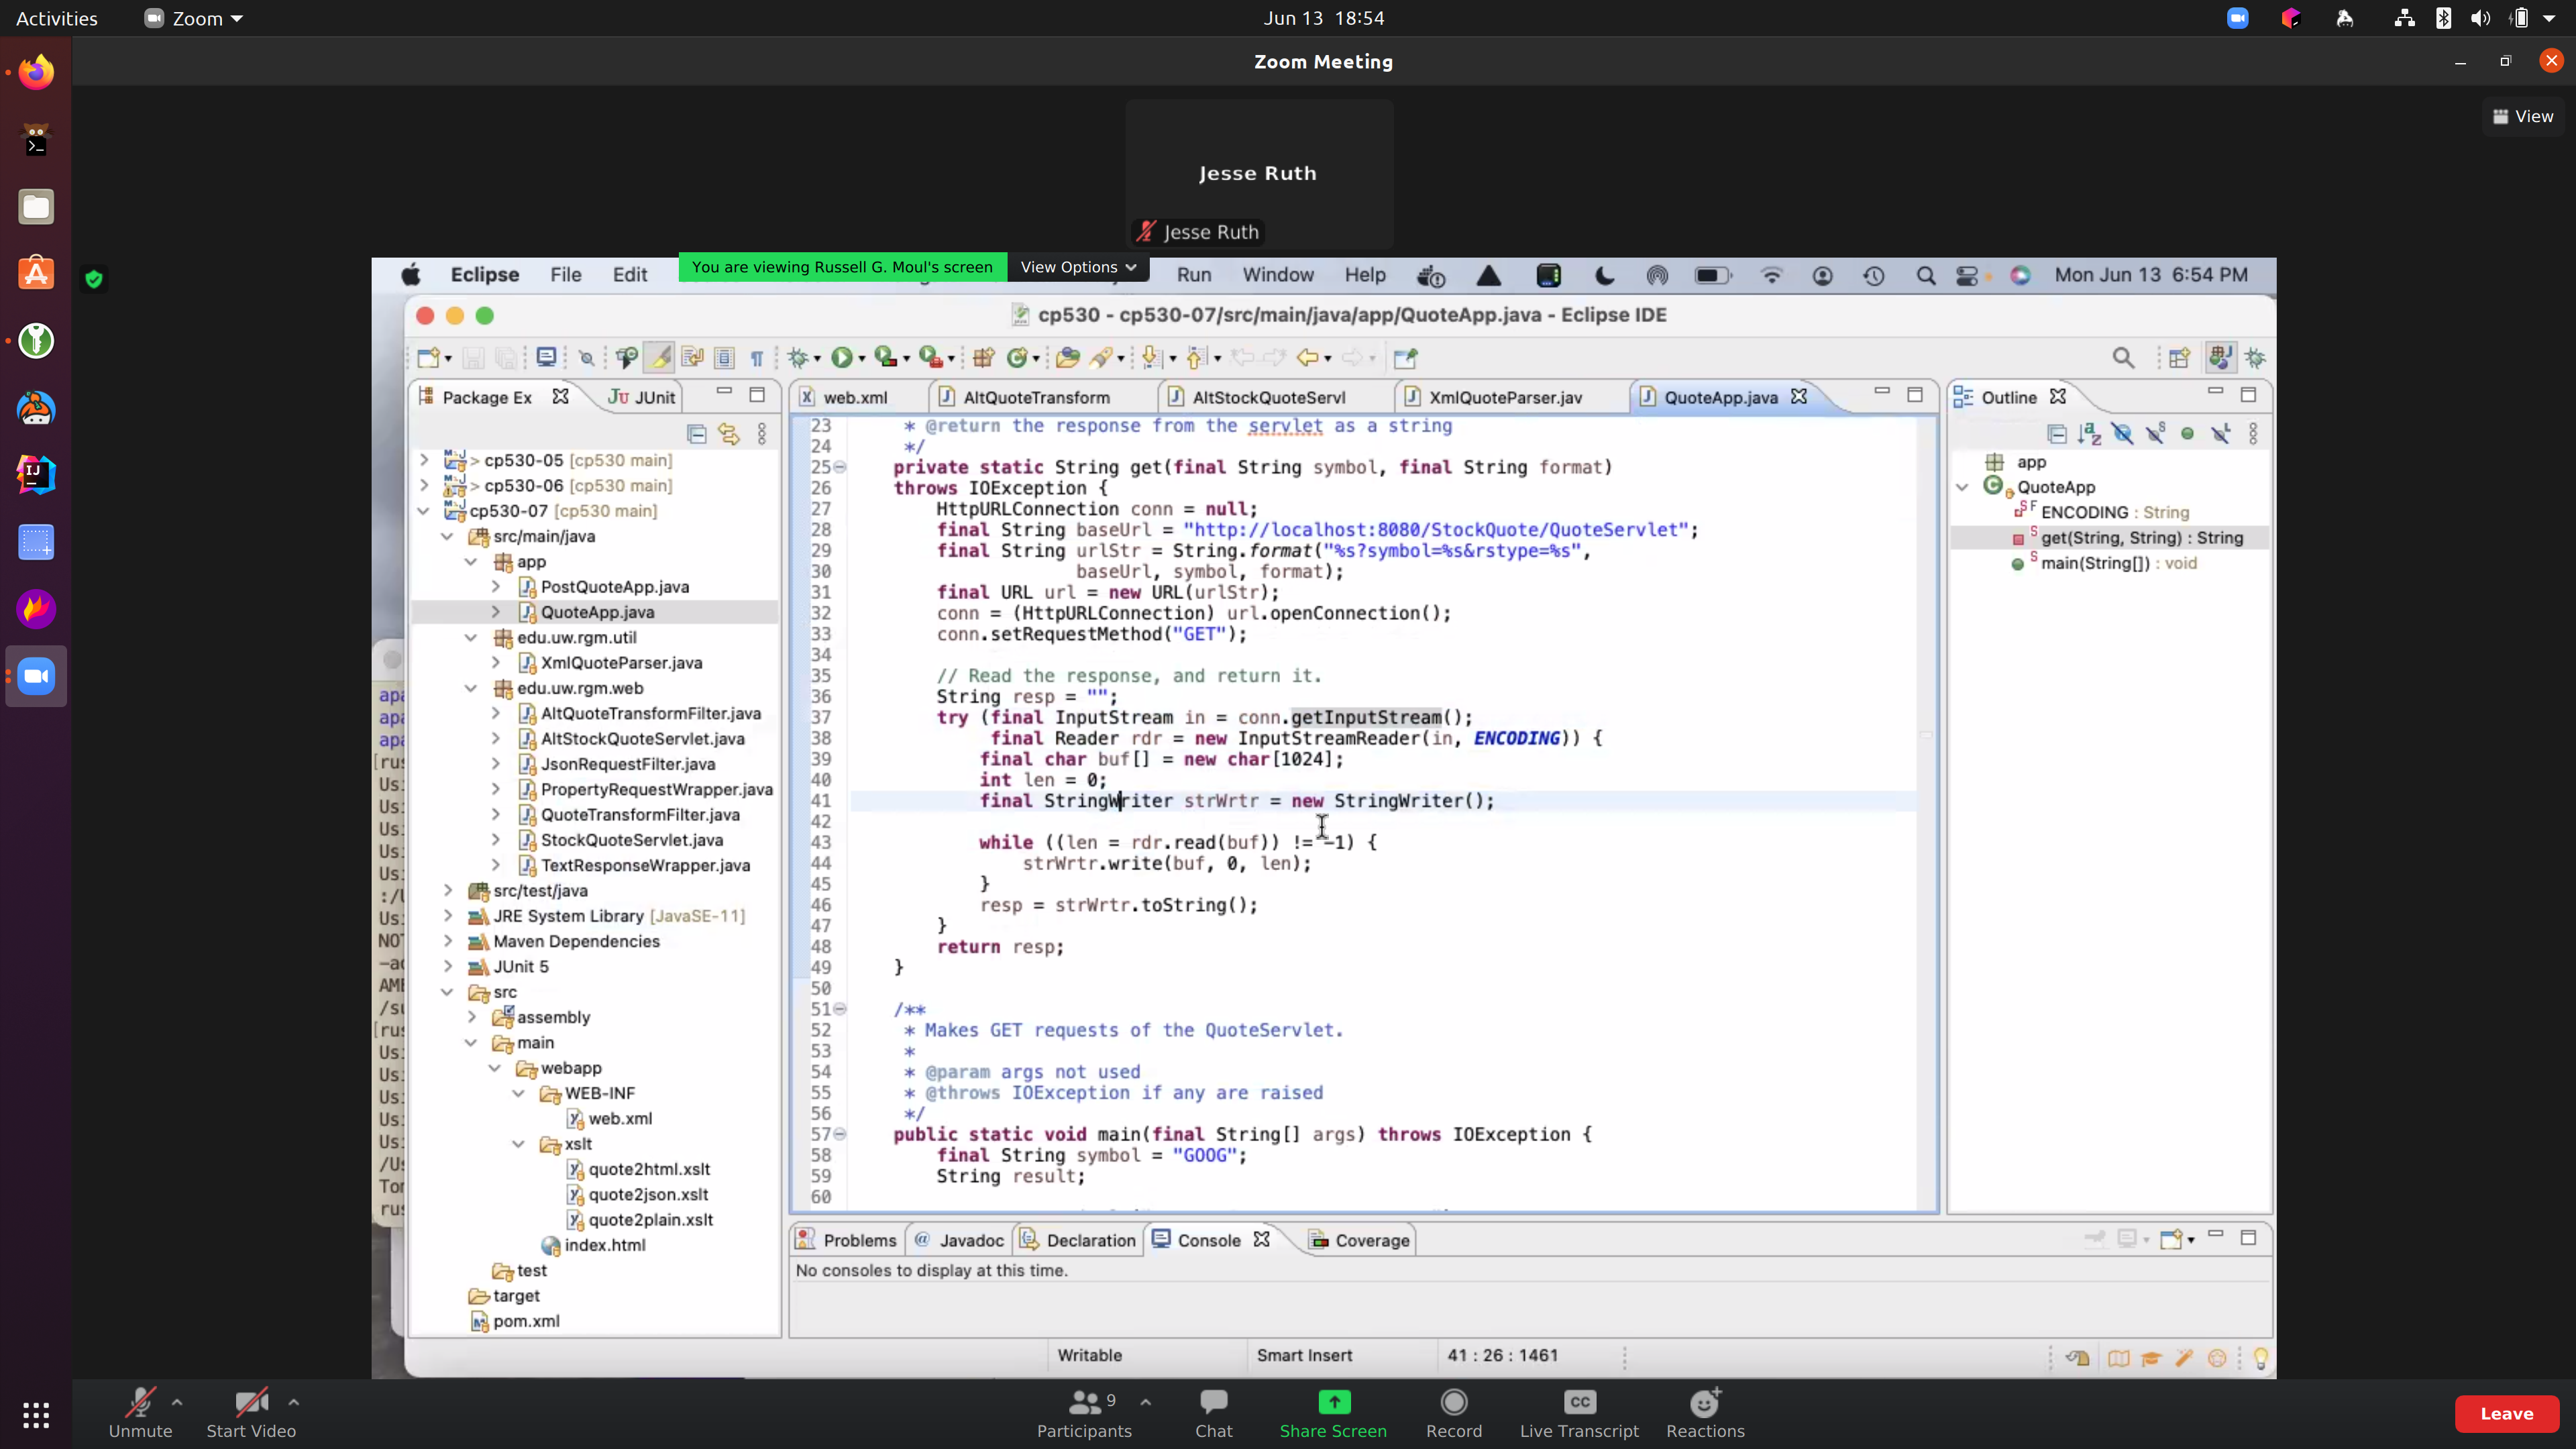 Activities
Zoom
Jun 13 18:54
Zoom Meeting
View
Jesse Ruth
Jesse Ruth
You are viewing Russell G. Moul's screen
View Options
Eclipse File Edit Run Window Help
Mon Jun 13 6:54 PM
cp530 - cp530-07/src/main/java/app/QuoteApp.java - Eclipse IDE
Package Ex
JUnit
web.xml
AltQuoteTransform
AltStockQuoteServl
XmlQuoteParser.jav
QuoteApp.java
Outline
> cp530-05 [cp530 main]
> cp530-06 [cp530 main]
cp530-07 [cp530 main]
src/main/java
app
PostQuoteApp.java
QuoteApp.java
edu.uw.rgm.util
XmlQuoteParser.java
edu.uw.rgm.web
AltQuoteTransformFilter.java
AltStockQuoteServlet.java
JsonRequestFilter.java
PropertyRequestWrapper.java
QuoteTransformFilter.java
StockQuoteServlet.java
TextResponseWrapper.java
src/test/java
JRE System Library [JavaSE-11]
Maven Dependencies
JUnit 5
src
assembly
main
webapp
WEB-INF
web.xml
xslt
quote2html.xslt
quote2json.xslt
quote2plain.xslt
index.html
test
target
pom.xml
23 * @return the response from the servlet as a string
24 */
25 private static String get(final String symbol, final String format)
26 throws IOException {
27 HttpURLConnection conn = null;
28 final String baseUrl = "http://localhost:8080/StockQuote/QuoteServlet";
29 final String urlStr = String.format("%s?symbol=%s&rstype=%s",
30 baseUrl, symbol, format);
31 final URL url = new URL(urlStr);
32 conn = (HttpURLConnection) url.openConnection();
33 conn.setRequestMethod("GET");
34
35 // Read the response, and return it.
36 String resp = "";
37 try (final InputStream in = conn.getInputStream();
38 final Reader rdr = new InputStreamReader(in, ENCODING)) {
39 final char buf[] = new char[1024];
40 int len = 0;
41 final StringWriter strWrtr = new StringWriter();
42
43 while ((len = rdr.read(buf)) != -1) {
44 strWrtr.write(buf, 0, len);
45 }
46 resp = strWrtr.toString();
47 }
48 return resp;
49 }
50
51 /**
52 * Makes GET requests of the QuoteServlet.
53 *
54 * @param args not used
55 * @throws IOException if any are raised
56 */
57 public static void main(final String[] args) throws IOException {
58 final String symbol = "GOOG";
59 String result;
60
app
QuoteApp
ENCODING : String
get(String, String) : String
main(String[]) : void
Problems
@ Javadoc
Declaration
Console
Coverage
No consoles to display at this time.
Writable
Smart Insert
41 : 26 : 1461
Unmute
Start Video
Participants
9
Chat
Share Screen
Record
CC
Live Transcript
Reactions
Leave